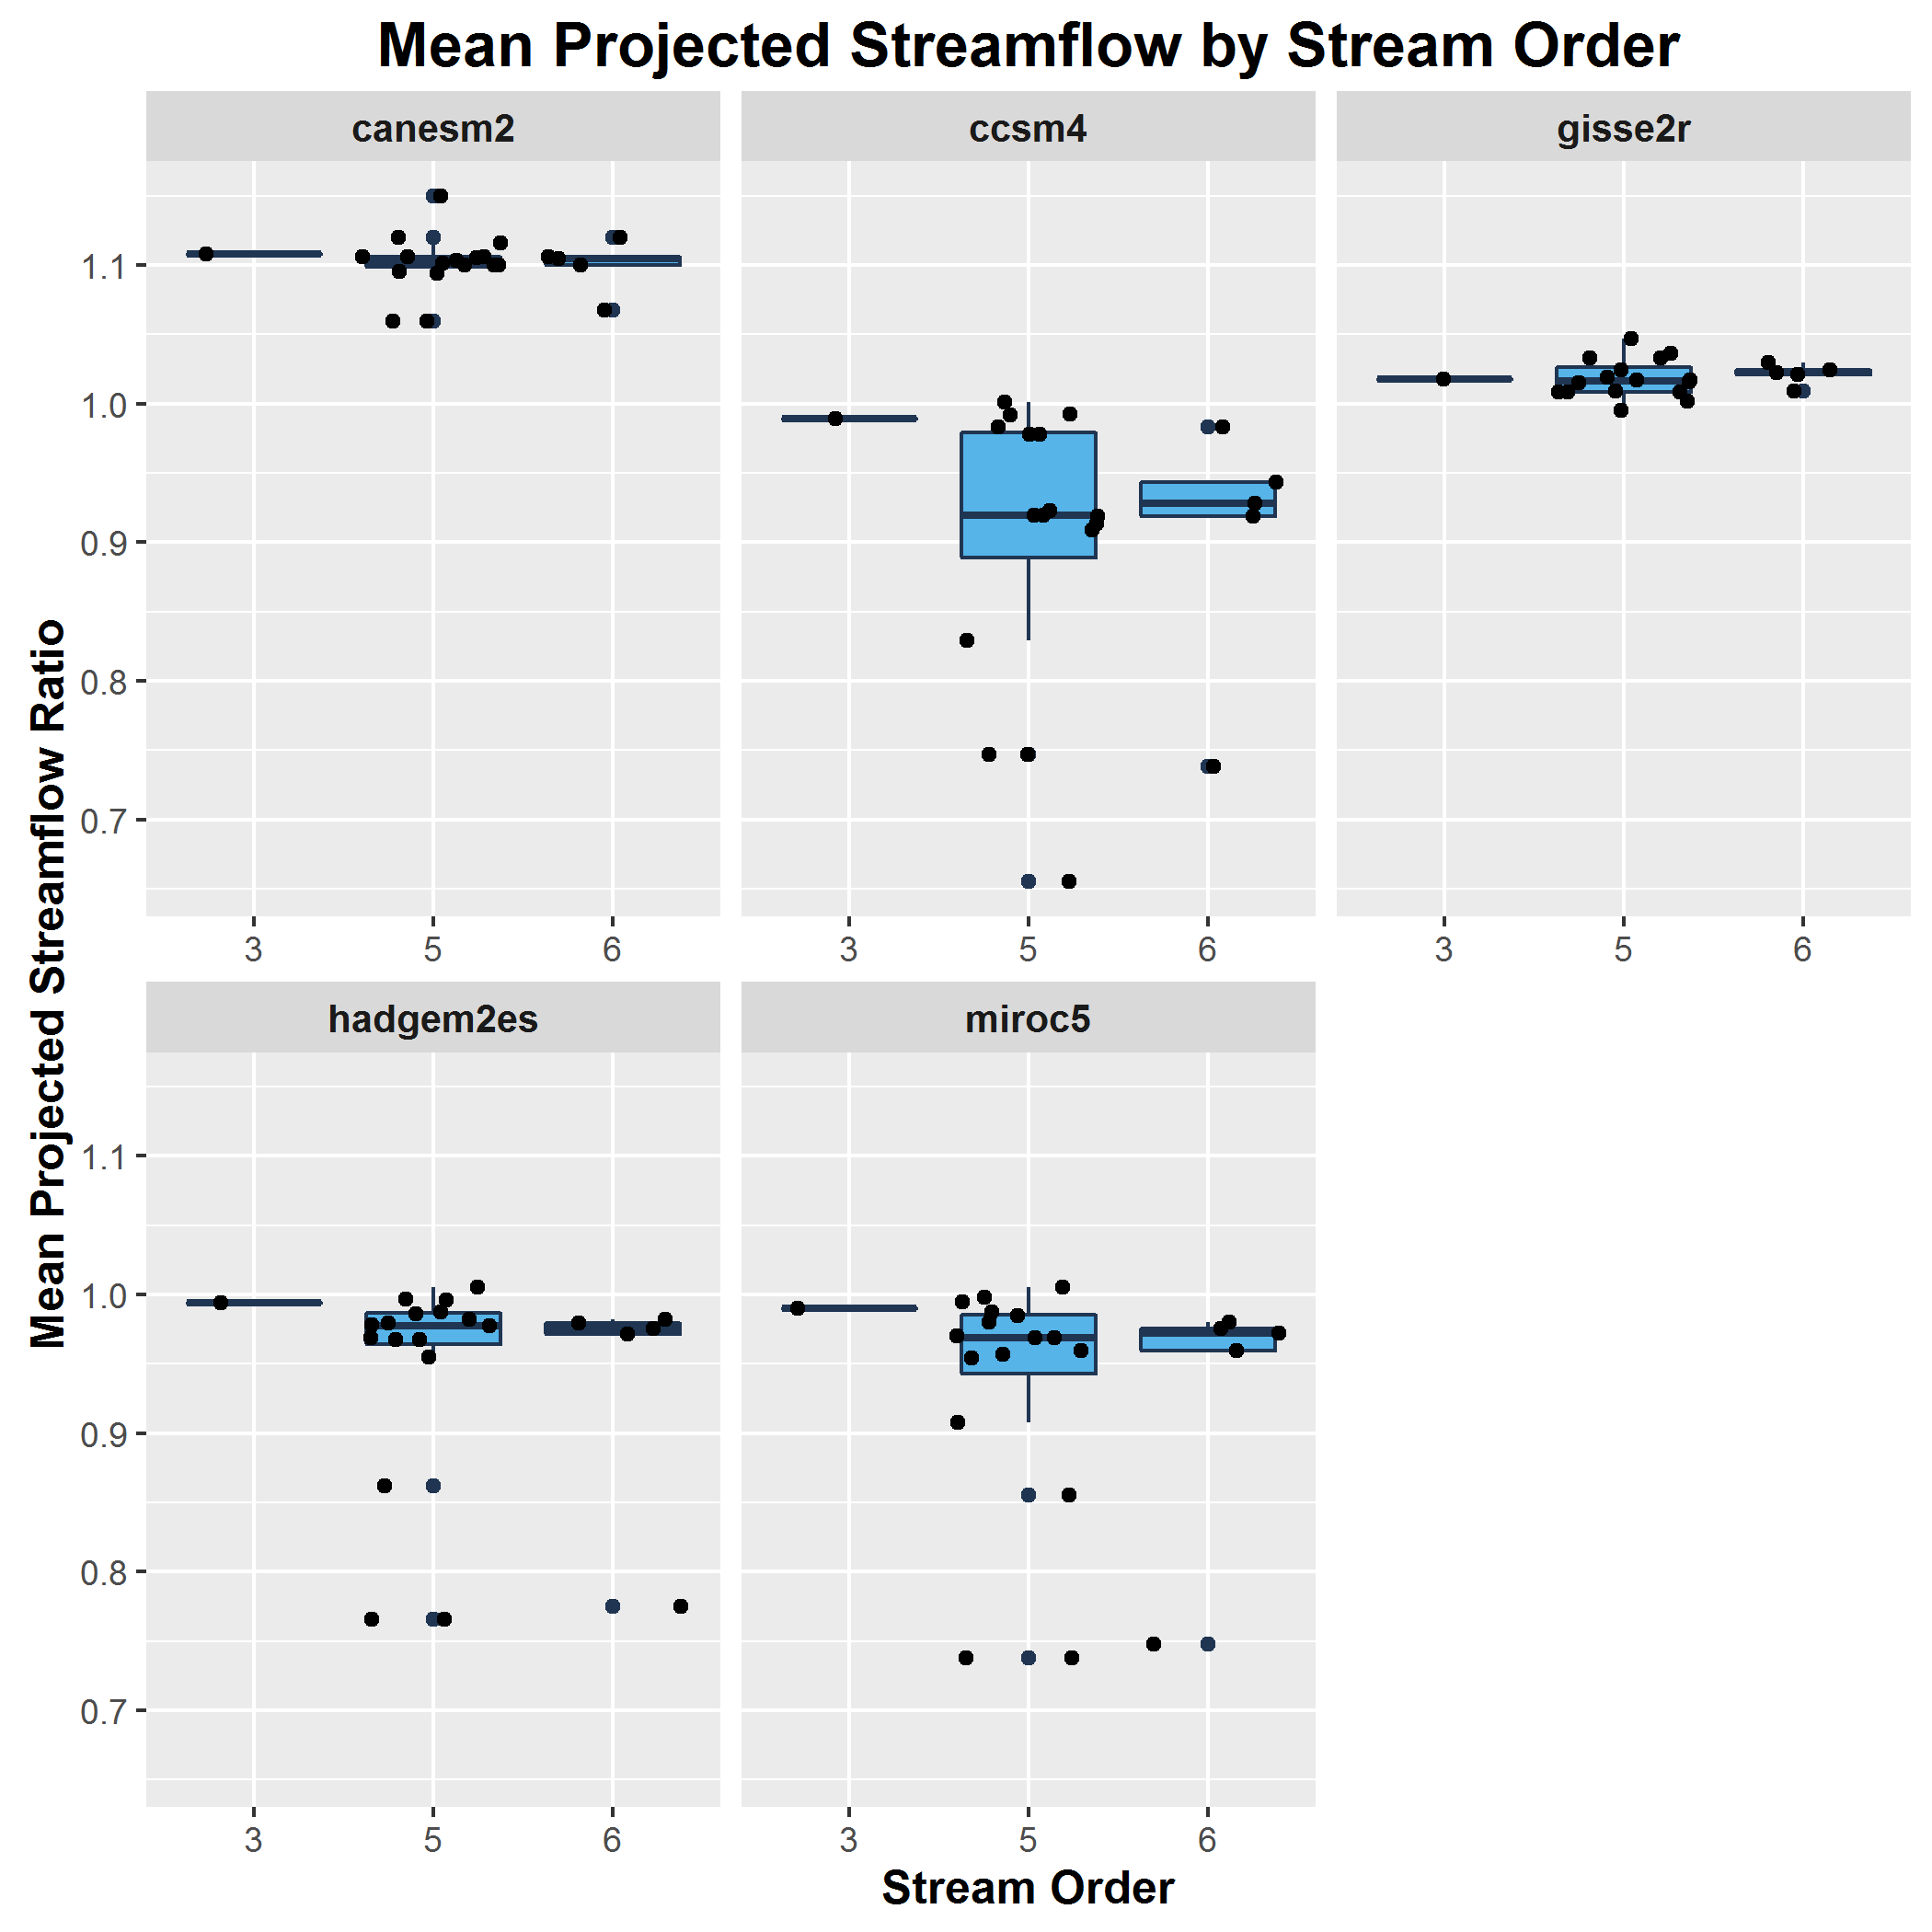 Mean Projected Streamflow by Stream Order
canesm2
ccsm4
gisse2r
1.1
1.0
0.9
0.8
0.7
3 5 6
3 5 6
3 5 6
Mean Projected Streamflow Ratio
hadgem2es
miroc5
1.1
1.0
0.9
0.8
0.7
3 5 6
3 5 6
Stream Order